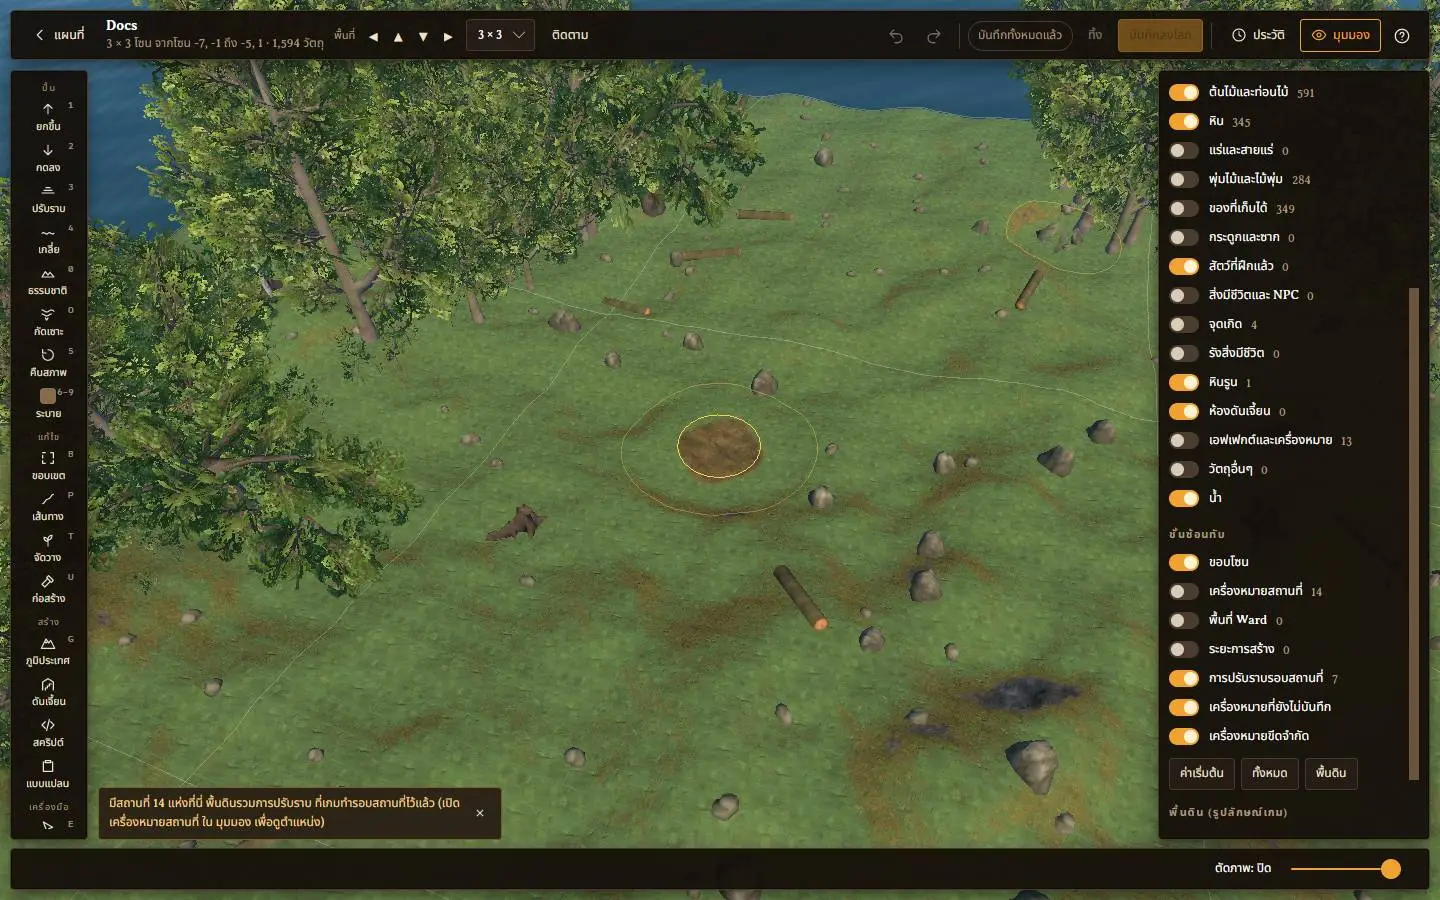 แผนที่
Docs
3 × 3 โซน จากโซน -7, -1 ถึง -5, 1 · 1,594 วัตถุ
พื้นที่
3 × 3
ติดตาม
บันทึกทั้งหมดแล้ว
ทิ้ง
บันทึกลงโลก
ประวัติ
มุมมอง
ปั้น
ยกขึ้น 1
กดลง 2
ปรับราบ 3
เกลี่ย 4
ธรรมชาติ 0
กัดเซาะ O
คืนสภาพ 5
ระบาย 6–9
แก้ไข
ขอบเขต B
เส้นทาง P
จัดวาง T
ก่อสร้าง U
สร้าง
ภูมิประเทศ G
ดันเจี้ยน
สคริปต์
แบบแปลน
เครื่องมือ
E
ต้นไม้และท่อนไม้ 591
หิน 345
แร่และสายแร่ 0
พุ่มไม้และไม้พุ่ม 284
ของที่เก็บได้ 349
กระดูกและซาก 0
สัตว์ที่ฝึกแล้ว 0
สิ่งมีชีวิตและ NPC 0
จุดเกิด 4
รังสิ่งมีชีวิต 0
หินรูน 1
ห้องดันเจี้ยน 0
เอฟเฟกต์และเครื่องหมาย 13
วัตถุอื่นๆ 0
น้ำ
ชั้นซ้อนทับ
ขอบโซน
เครื่องหมายสถานที่ 14
พื้นที่ Ward 0
ระยะการสร้าง 0
การปรับราบรอบสถานที่ 7
เครื่องหมายที่ยังไม่บันทึก
เครื่องหมายขีดจำกัด
ค่าเริ่มต้น
ทั้งหมด
พื้นดิน
พื้นดิน (รูปลักษณ์เกม)
มีสถานที่ 14 แห่งที่นี่ พื้นดินรวมการปรับราบ ที่เกมทำรอบสถานที่ไว้แล้ว (เปิด
เครื่องหมายสถานที่ ใน มุมมอง เพื่อดูตำแหน่ง)
ตัดภาพ: ปิด